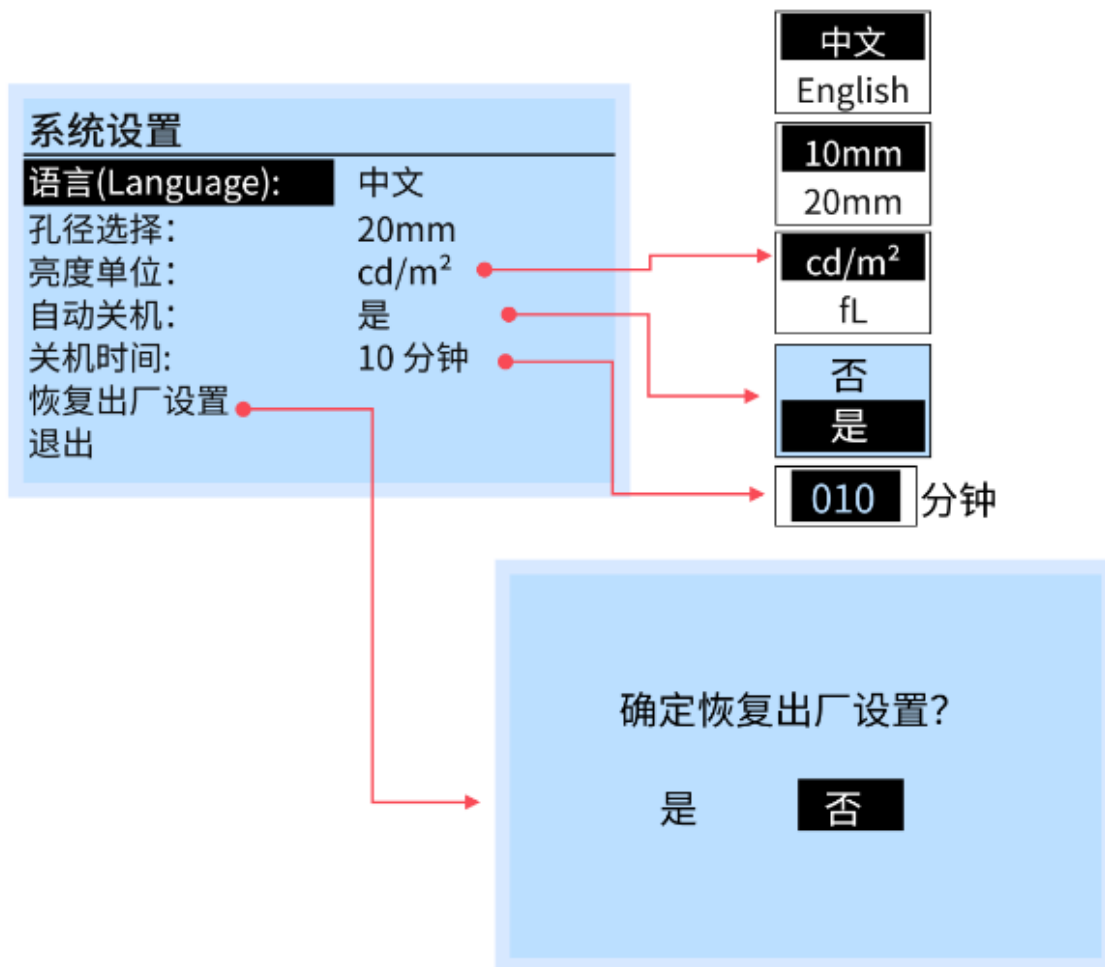 系统设置
语言(Language): 中文
孔径选择： 20mm
亮度单位： cd/m²
自动关机： 是
关机时间: 10 分钟
恢复出厂设置
退出
中文
English
10mm
20mm
cd/m²
fL
否
是
010 分钟
确定恢复出厂设置?
是 否